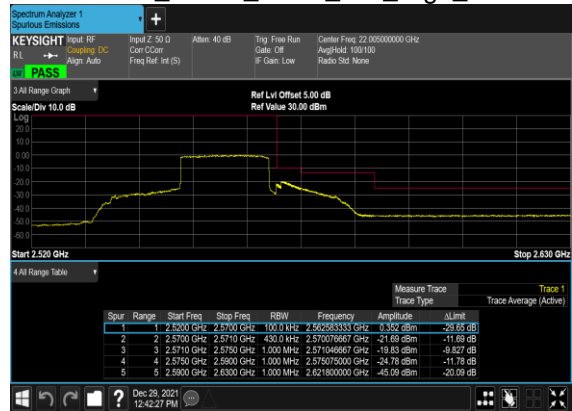 Spectrum Analyzer 1
Spurious Emissions
+
KEYSIGHT Input: RF Input Z: 50 Ω Atten: 40 dB Trig: Free Run Center Freq: 22.005000000 GHz
RL Coupling: DC Corr CCorr Gate: Off Avg|Hold: 100/100
Align: Auto Freq Ref: Int (S) IF Gain: Low Radio Std: None
PASS
3 All Range Graph
Ref Lvl Offset 5.00 dB
Scale/Div 10.0 dB Ref Value 30.00 dBm
Log
20.0
10.0
0.00
-10.0
-20.0
-30.0
-40.0
-50.0
-60.0
Start 2.520 GHz Stop 2.630 GHz
4 All Range Table
Measure Trace Trace 1
Trace Type Trace Average (Active)
Spur Range Start Freq Stop Freq RBW Frequency Amplitude ΔLimit
1 1 2.5200 GHz 2.5700 GHz 100.0 kHz 2.562583333 GHz 0.352 dBm -29.65 dB
2 2 2.5700 GHz 2.5710 GHz 430.0 kHz 2.570076667 GHz -21.69 dBm -11.69 dB
3 3 2.5710 GHz 2.5750 GHz 1.000 MHz 2.571046667 GHz -19.83 dBm -9.827 dB
4 4 2.5750 GHz 2.5900 GHz 1.000 MHz 2.575075000 GHz -24.78 dBm -11.78 dB
5 5 2.5900 GHz 2.6300 GHz 1.000 MHz 2.621800000 GHz -45.09 dBm -20.09 dB
? Dec 29, 2021
12:42:27 PM